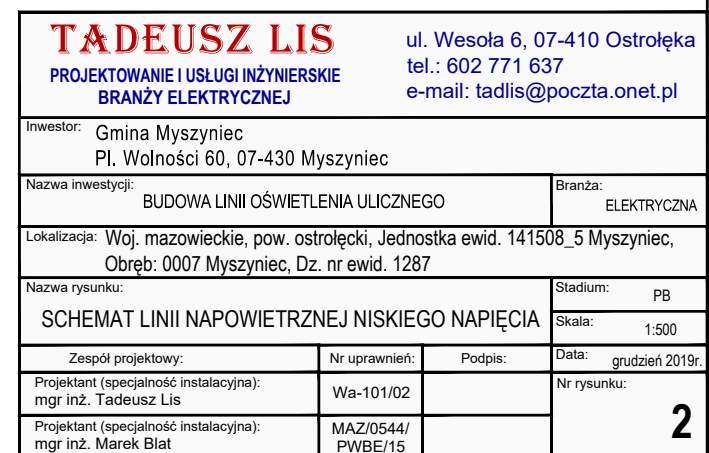 TADEUSZ LIS
PROJEKTOWANIE I USŁUGI INŻYNIERSKIE
BRANŻY ELEKTRYCZNEJ
ul. Wesoła 6, 07-410 Ostrołęka
tel.: 602 771 637
e-mail: tadlis@poczta.onet.pl
Inwestor: Gmina Myszyniec
Pl. Wolności 60, 07-430 Myszyniec
Nazwa inwestycji:
BUDOWA LINII OŚWIETLENIA ULICZNEGO
Branża:
ELEKTRYCZNA
Lokalizacja: Woj. mazowieckie, pow. ostrołęcki, Jednostka ewid. 141508_5 Myszyniec,
Obręb: 0007 Myszyniec, Dz. nr ewid. 1287
Nazwa rysunku:
SCHEMAT LINII NAPOWIETRZNEJ NISKIEGO NAPIĘCIA
Stadium: PB
Skala: 1:500
Zespół projektowy: Nr uprawnień: Podpis: Data: grudzień 2019r.
Projektant (specjalność instalacyjna):
mgr inż. Tadeusz Lis
Wa-101/02
Nr rysunku:
2
Projektant (specjalność instalacyjna):
mgr inż. Marek Blat
MAZ/0544/
PWBE/15